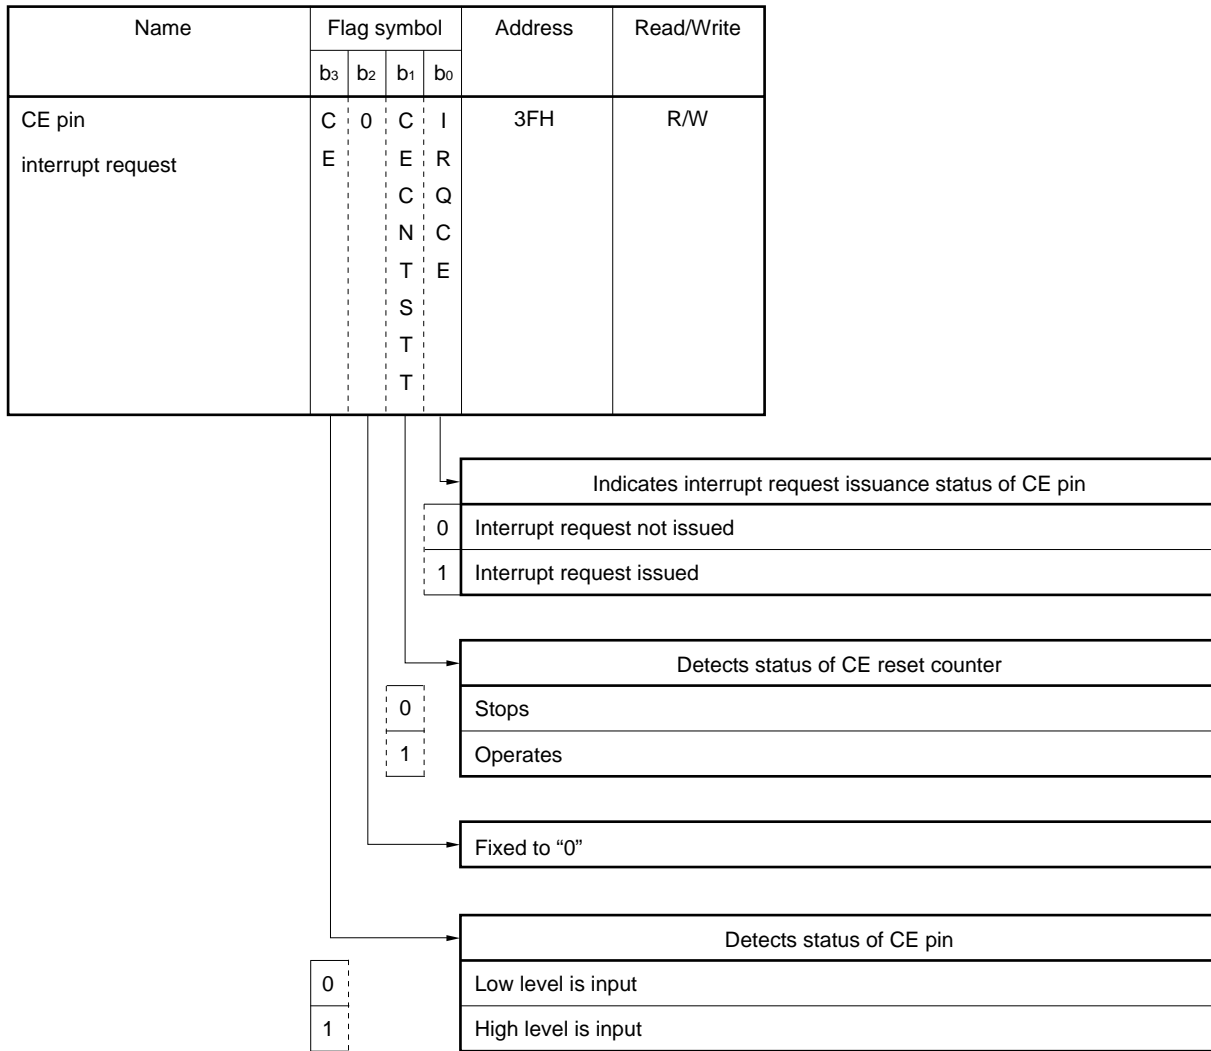 Name Flag symbol Address Read/Write
b3 b2 b1 b0
CE pin
interrupt request
CE 0 CECNTSTT IRQCE 3FH R/W
Indicates interrupt request issuance status of CE pin
0 Interrupt request not issued
1 Interrupt request issued
Detects status of CE reset counter
0 Stops
1 Operates
Fixed to “0”
Detects status of CE pin
0 Low level is input
1 High level is input